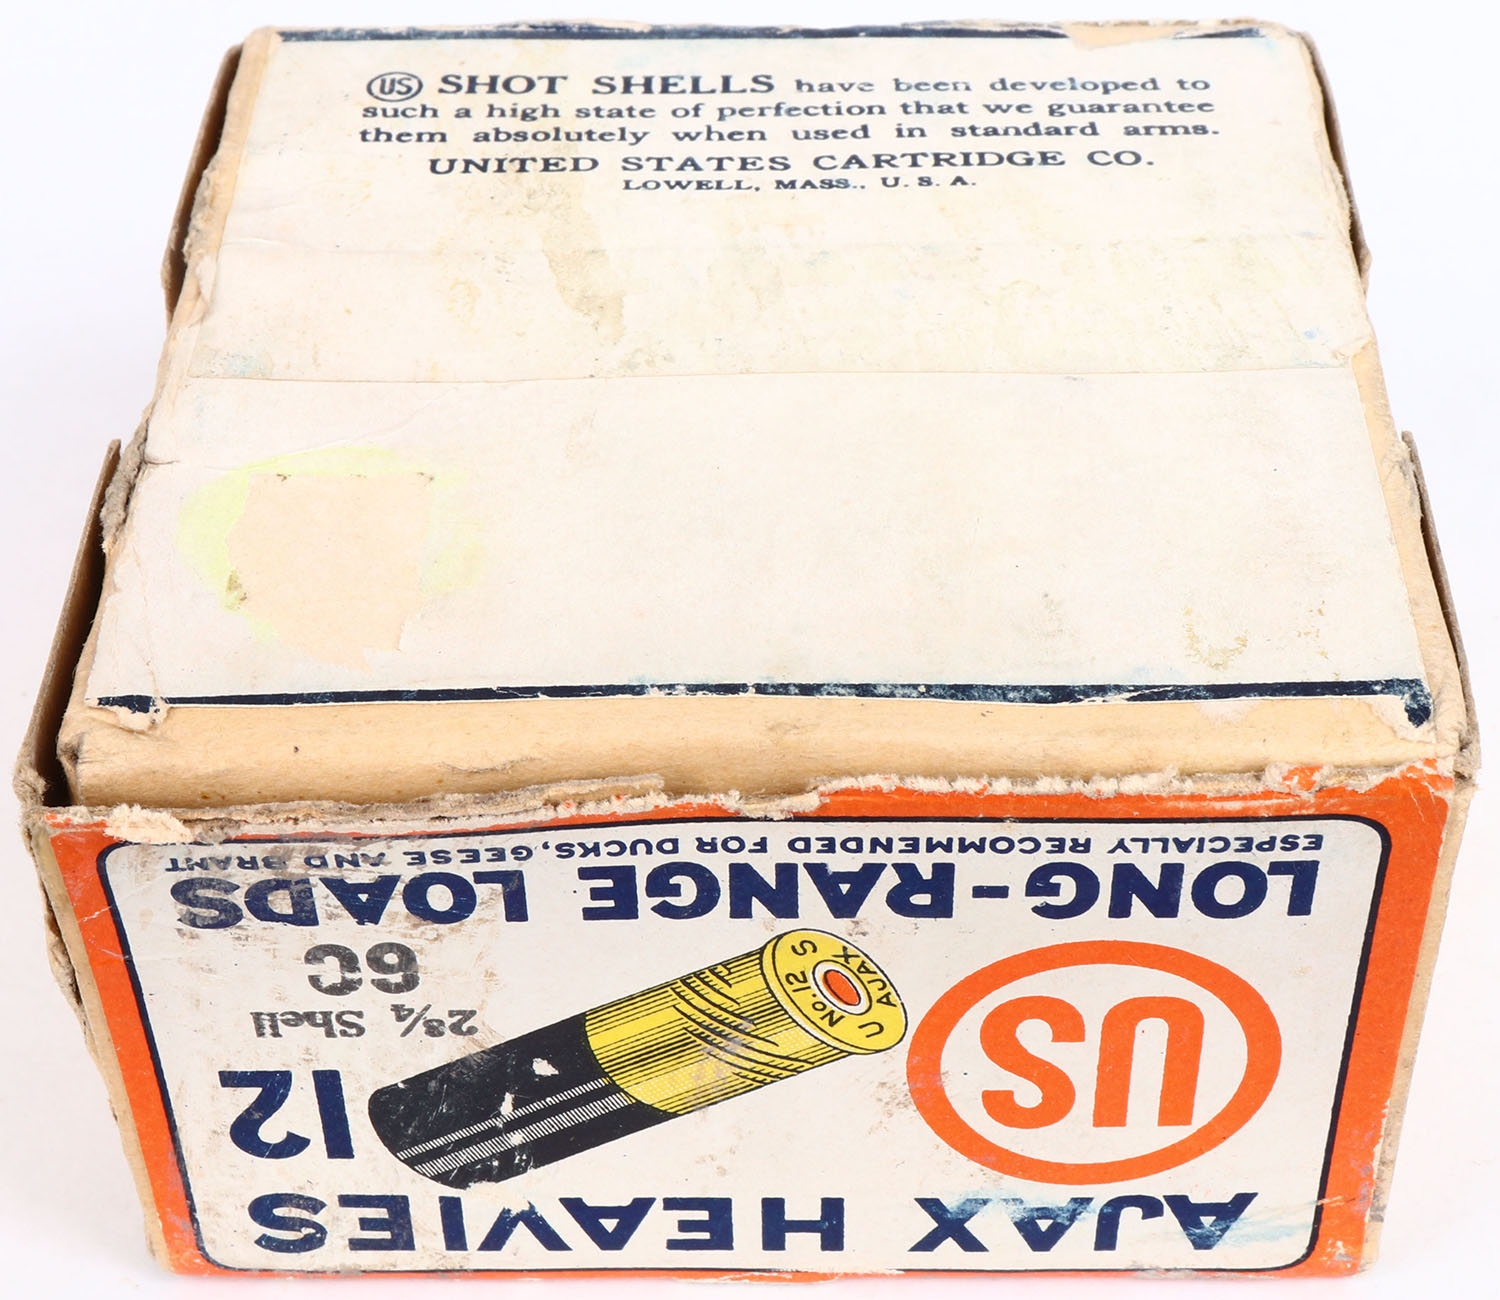 US SHOT SHELLS have been developed to
such a high state of perfection that we guarantee
them absolutely when used in standard arms.
UNITED STATES CARTRIDGE CO.
LOWELL, MASS., U. S. A.
AJAX HEAVIES
US
12
2¾ Shell
6C
U No. 12 S
AJAX
LONG-RANGE LOADS
ESPECIALLY RECOMMENDED FOR DUCKS, GEESE AND BRANT